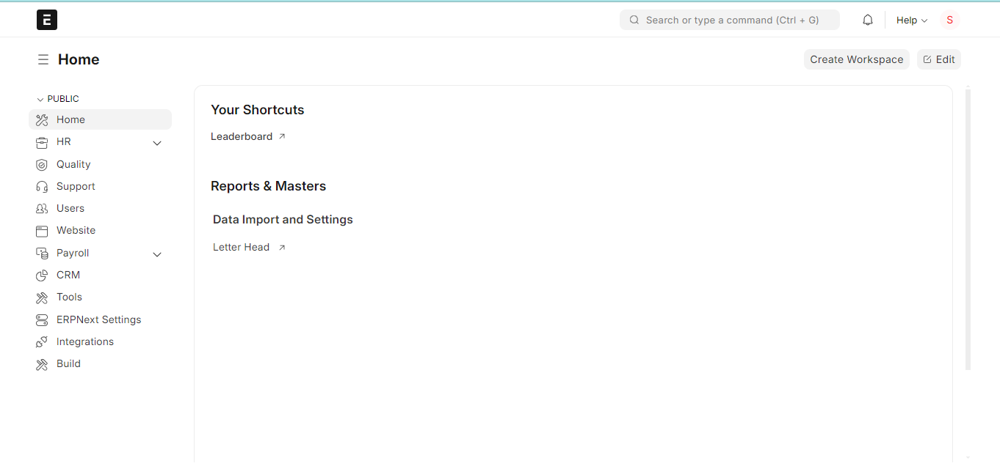 E
Search or type a command (Ctrl + G)
Help
S
Home
Create Workspace
Edit
PUBLIC
Home
HR
Quality
Support
Users
Website
Payroll
CRM
Tools
ERPNext Settings
Integrations
Build
Your Shortcuts
Leaderboard
Reports & Masters
Data Import and Settings
Letter Head